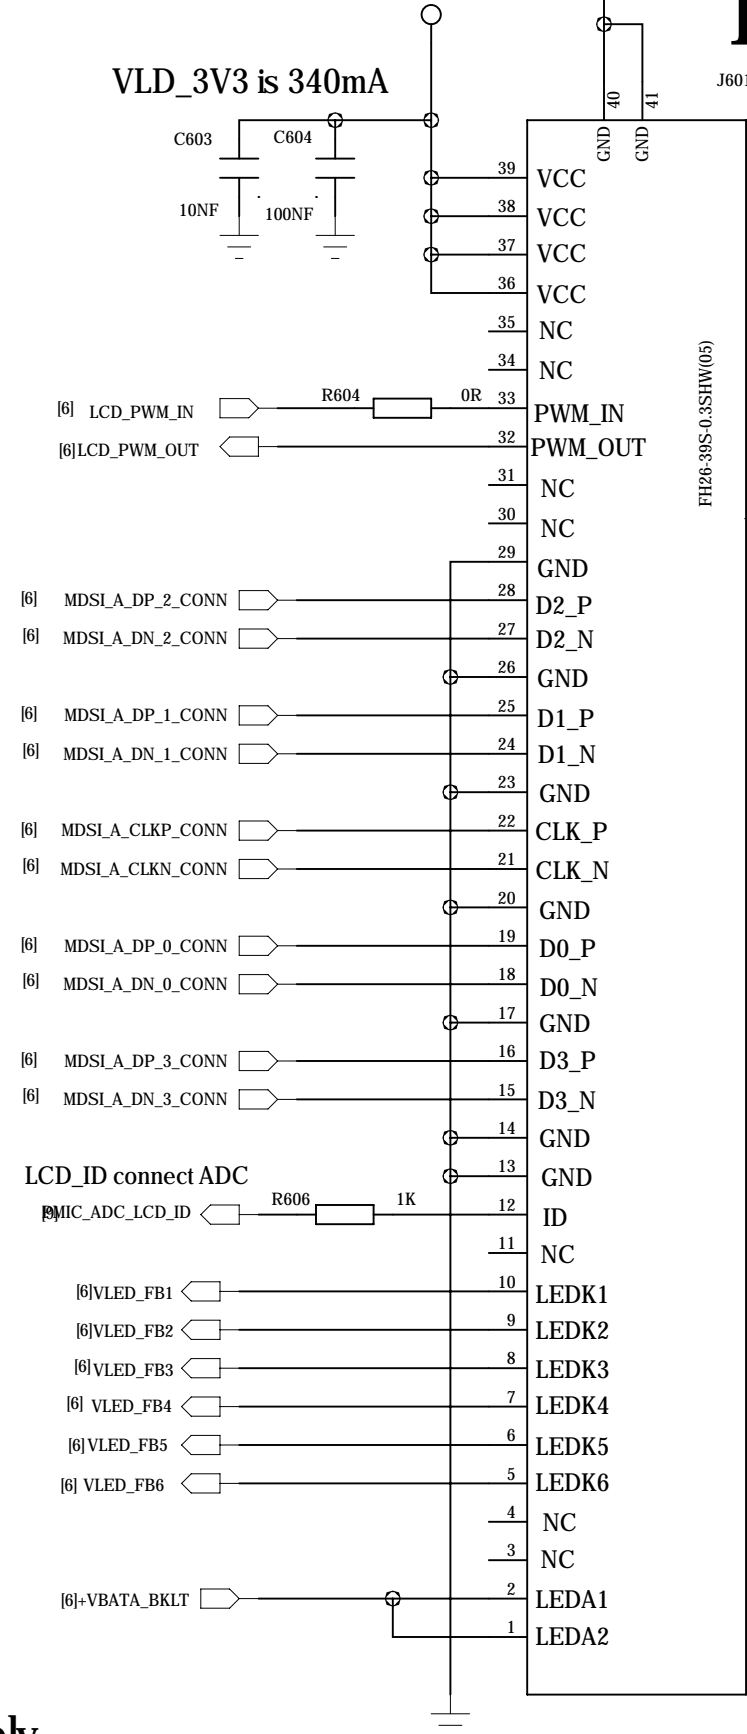 VLD_3V3 is 340mA
J601
40
41
GND
GND
C603
C604
10NF
100NF
39 VCC
38 VCC
37 VCC
36 VCC
35 NC
34 NC
[6] LCD_PWM_IN R604 0R 33 PWM_IN
[6]LCD_PWM_OUT 32 PWM_OUT
FH26-39S-0.3SHW(05)
31 NC
30 NC
29 GND
[6] MDSI_A_DP_2_CONN 28 D2_P
[6] MDSI_A_DN_2_CONN 27 D2_N
26 GND
[6] MDSI_A_DP_1_CONN 25 D1_P
[6] MDSI_A_DN_1_CONN 24 D1_N
23 GND
[6] MDSI_A_CLKP_CONN 22 CLK_P
[6] MDSI_A_CLKN_CONN 21 CLK_N
20 GND
[6] MDSI_A_DP_0_CONN 19 D0_P
[6] MDSI_A_DN_0_CONN 18 D0_N
17 GND
[6] MDSI_A_DP_3_CONN 16 D3_P
[6] MDSI_A_DN_3_CONN 15 D3_N
14 GND
13 GND
LCD_ID connect ADC
PMIC_ADC_LCD_ID R606 1K 12 ID
11 NC
[6]VLED_FB1 10 LEDK1
[6]VLED_FB2 9 LEDK2
[6]VLED_FB3 8 LEDK3
[6] VLED_FB4 7 LEDK4
[6]VLED_FB5 6 LEDK5
[6] VLED_FB6 5 LEDK6
4 NC
3 NC
[6]+VBATA_BKLT 2 LEDA1
1 LEDA2